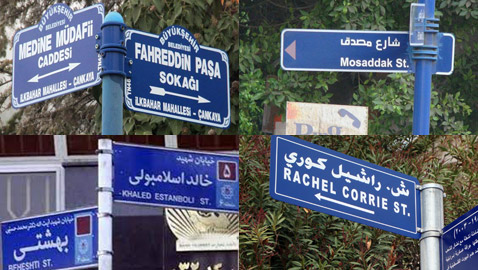 BÜYÜKŞEHİR
BELEDİYESİ
MEDİNE MÜDAFİİ
CADDESİ
İLKBAHAR MAHALLESİ - ÇANKAYA
BÜYÜKŞEHİR
BELEDİYESİ
FAHREDDİN PAŞA
SOKAĞI
İLKBAHAR MAHALLESİ - ÇANKAYA
شارع مصدق
Mosaddak St.
خیابان شهید
خالد اسلامبولی
KHALED ESTANBOLI ST.
۵
بهشتی
BEHESHTI ST.
ش. راشيل كوري
RACHEL CORRIE ST.